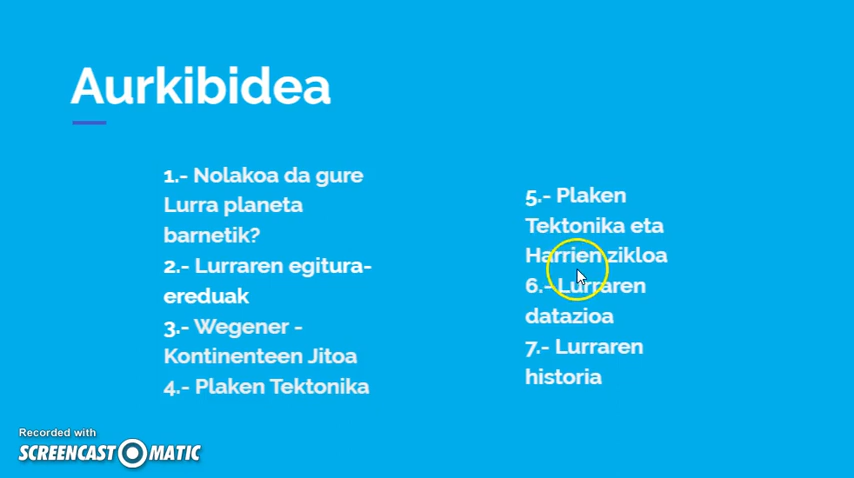 Aurkibidea
1.- Nolakoa da gure
Lurra planeta
barnetik?
2.- Lurraren egitura-
ereduak
3.- Wegener -
Kontinenteen Jitoa
4.- Plaken Tektonika
5.- Plaken
Tektonika eta
Harrien zikloa
6.- Lurraren
datazioa
7.- Lurraren
historia
Recorded with
SCREENCAST MATIC